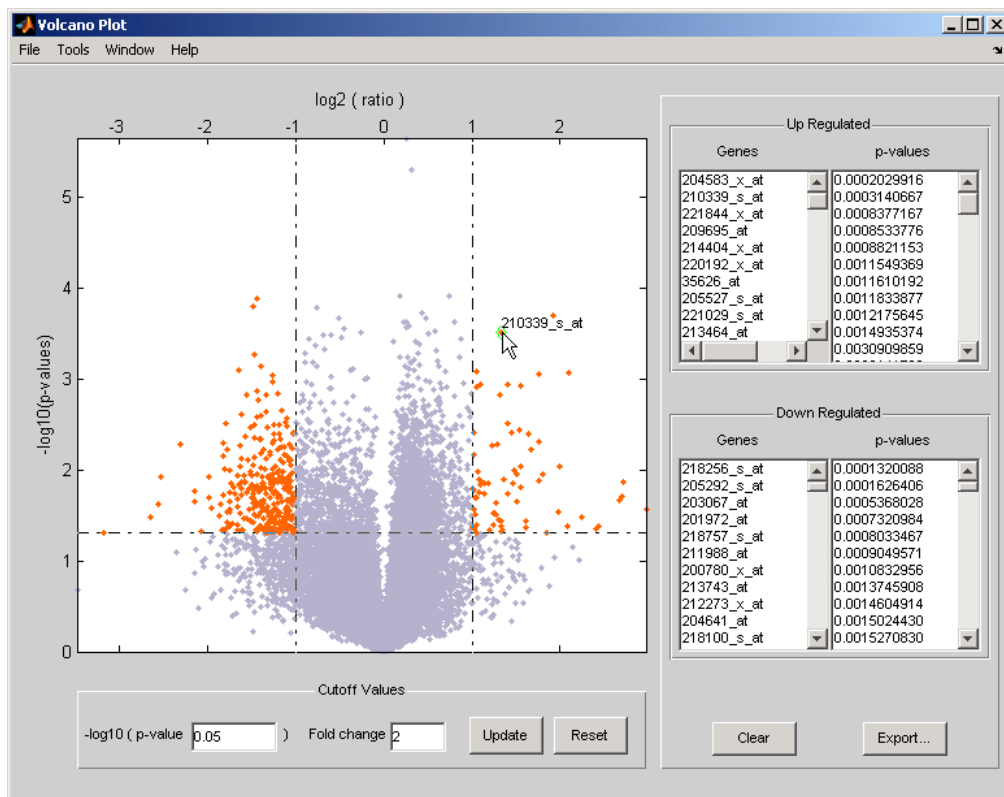 Volcano Plot
File Tools Window Help
log2 ( ratio )
-3 -2 -1 0 1 2
5
4
3
2
1
0
-log10(p-values)
210339_s_at
Up Regulated
Genes p-values
204583_x_at 0.0002029916
210339_s_at 0.0003140667
221844_x_at 0.0008377167
209695_at 0.0008533776
214404_x_at 0.0008821153
220192_x_at 0.0011549369
35626_at 0.0011610192
205527_s_at 0.0011833877
221029_s_at 0.0012175645
213464_at 0.0014935374
0.0030909859
Down Regulated
Genes p-values
218256_s_at 0.0001320088
205292_s_at 0.0001626406
203067_at 0.0005368028
201972_at 0.0007320984
218757_s_at 0.0008033467
211988_at 0.0009049571
200780_x_at 0.0010832956
213743_at 0.0013745908
212273_x_at 0.0014604914
204641_at 0.0015024430
218100_s_at 0.0015270830
Cutoff Values
-log10 ( p-value 0.05 ) Fold change 2 Update Reset
Clear Export...